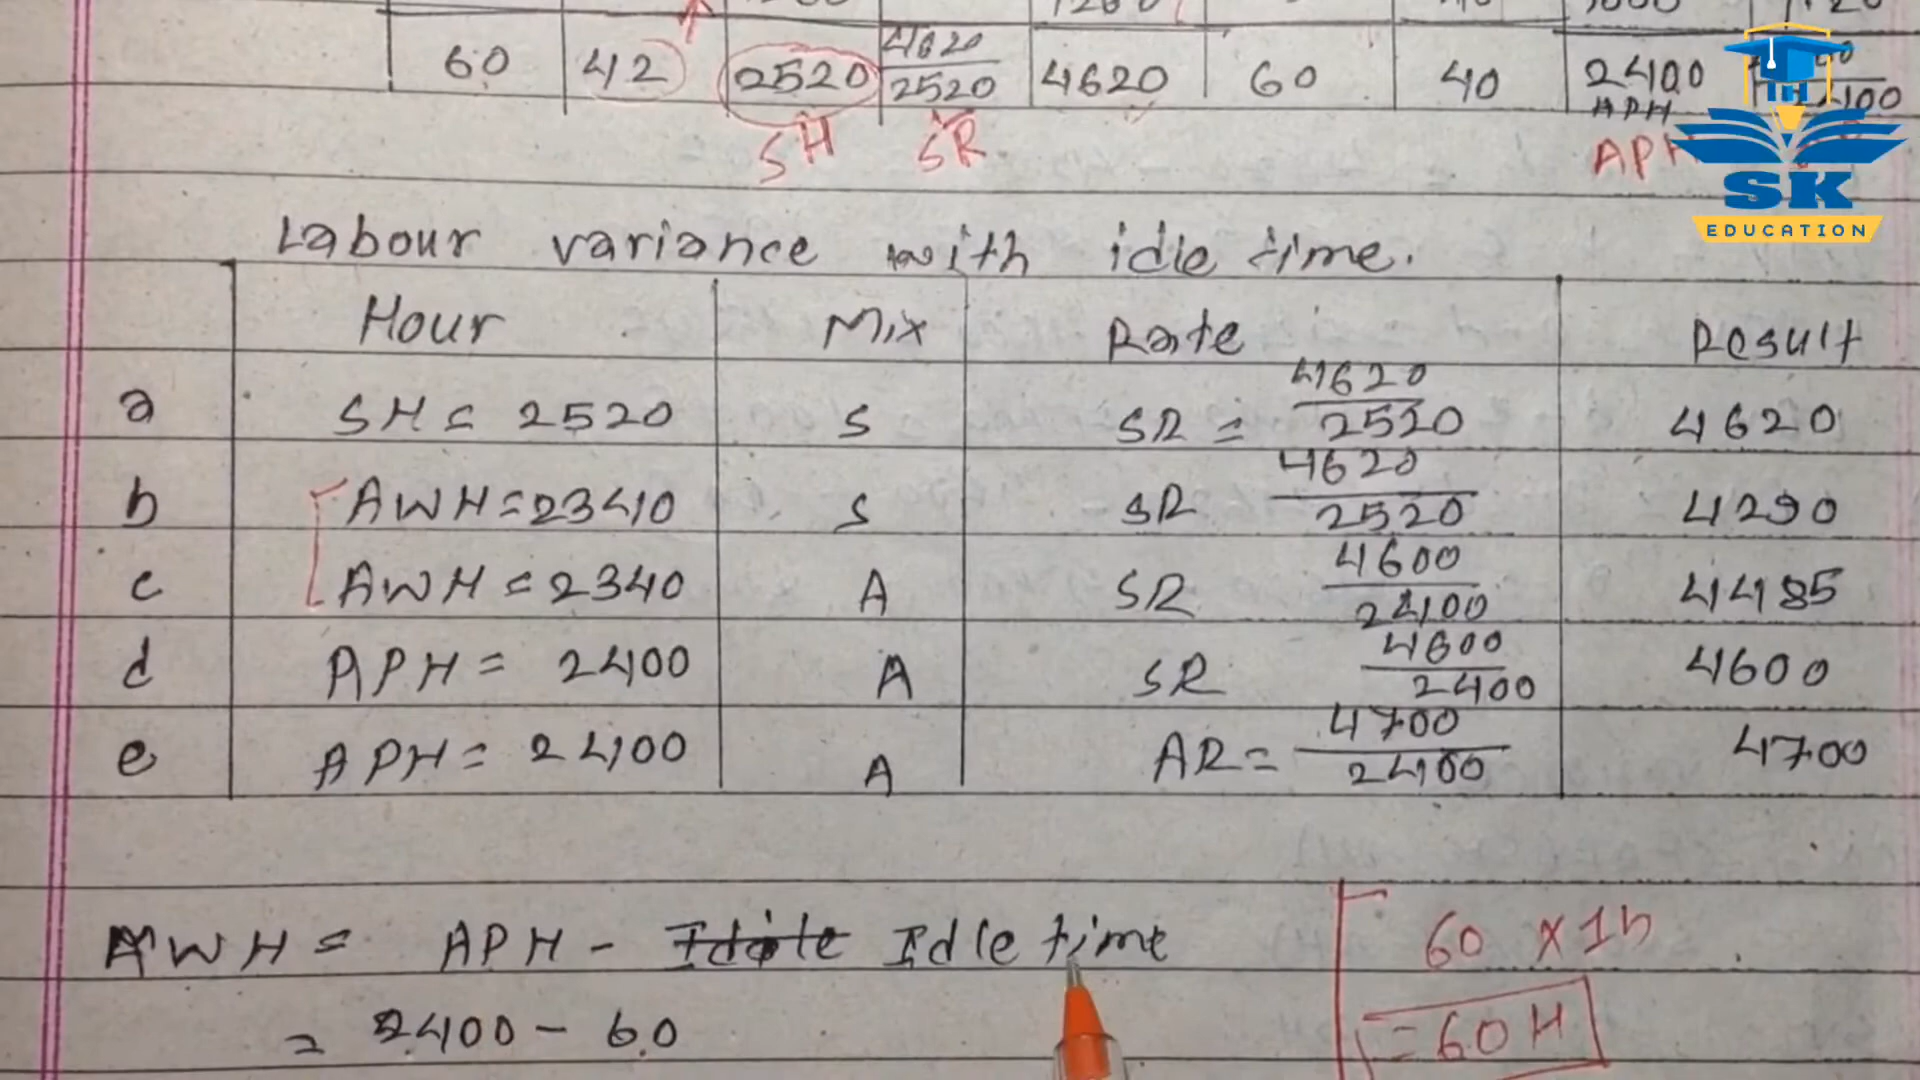 60 42 2520 4620/2520 4620 60 40 2400
SH SR APH
APH
SK
EDUCATION
Labour variance with idle time.
Hour Mix Rate Result
a SH = 2520 S SR = 4620/2520 4620
b AWH = 2340 S SR 4620/2520 4290
c AWH = 2340 A SR 4600/2400 4485
d APH = 2400 A SR 4600/2400 4600
e APH = 2400 A AR = 4700/2400 4700
AWH = APH - Idle time
60 x 1h
= 2400 - 60
= 60 H